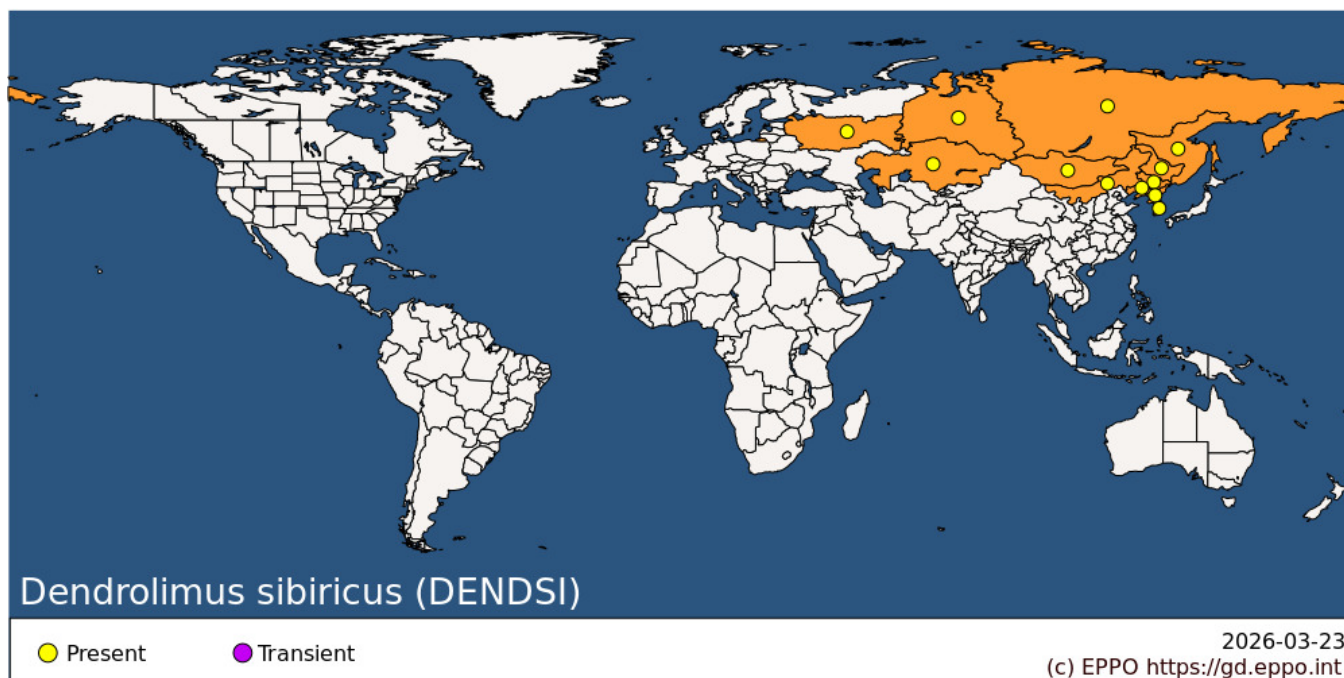 Dendrolimus sibiricus (DENDSI)
Present
Transient
2026-03-23
(c) EPPO https://gd.eppo.int